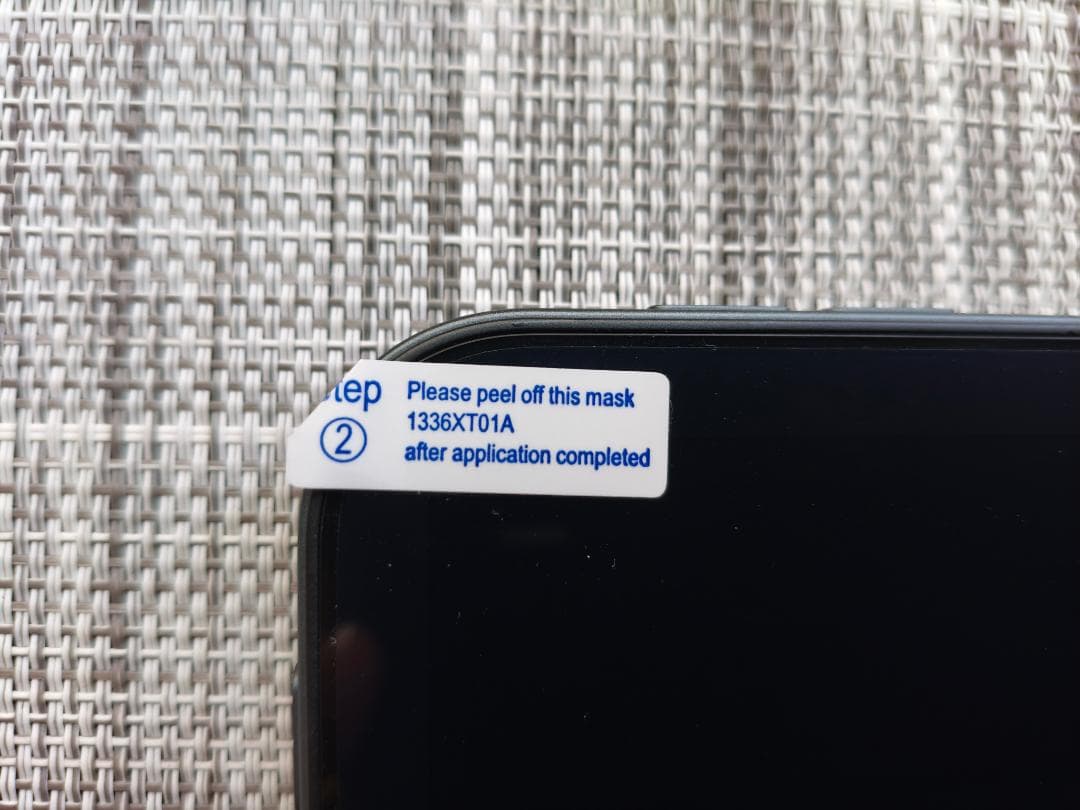 tep
②
Please peel off this mask
1336XT01A
after application completed